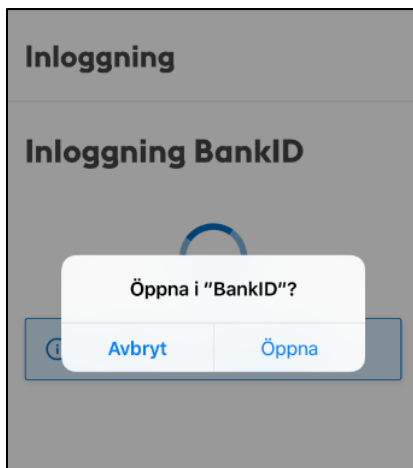 Inloggning
Inloggning BankID
Öppna i ”BankID”?
Avbryt
Öppna